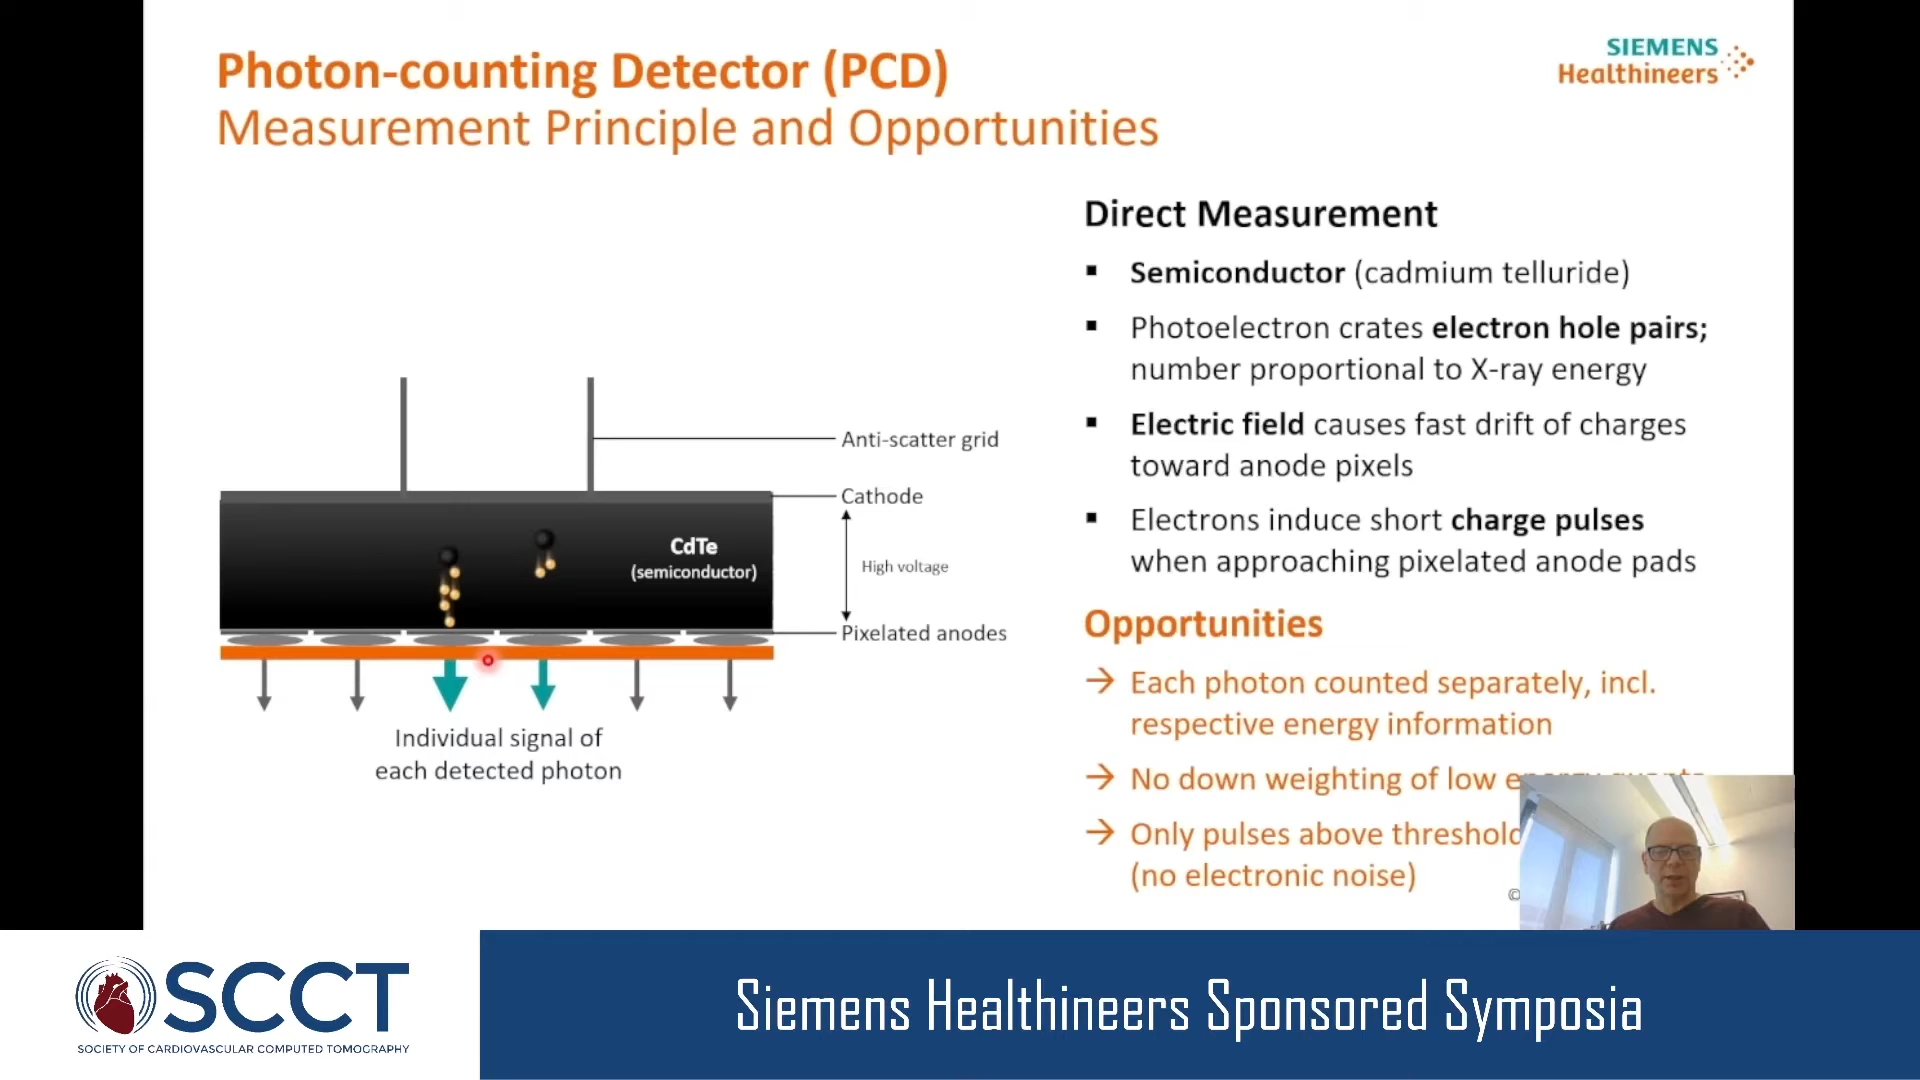 Photon-counting Detector (PCD)
Measurement Principle and Opportunities
SIEMENS
Healthineers
Direct Measurement
▪ Semiconductor (cadmium telluride)
▪ Photoelectron crates electron hole pairs;
number proportional to X-ray energy
▪ Electric field causes fast drift of charges
toward anode pixels
▪ Electrons induce short charge pulses
when approaching pixelated anode pads
Opportunities
→ Each photon counted separately, incl.
respective energy information
→ No down weighting of low
→ Only pulses above threshold
(no electronic noise)
©
Anti-scatter grid
Cathode
CdTe
(semiconductor)
High voltage
Pixelated anodes
Individual signal of
each detected photon
SCCT
SOCIETY OF CARDIOVASCULAR COMPUTED TOMOGRAPHY
Siemens Healthineers Sponsored Symposia